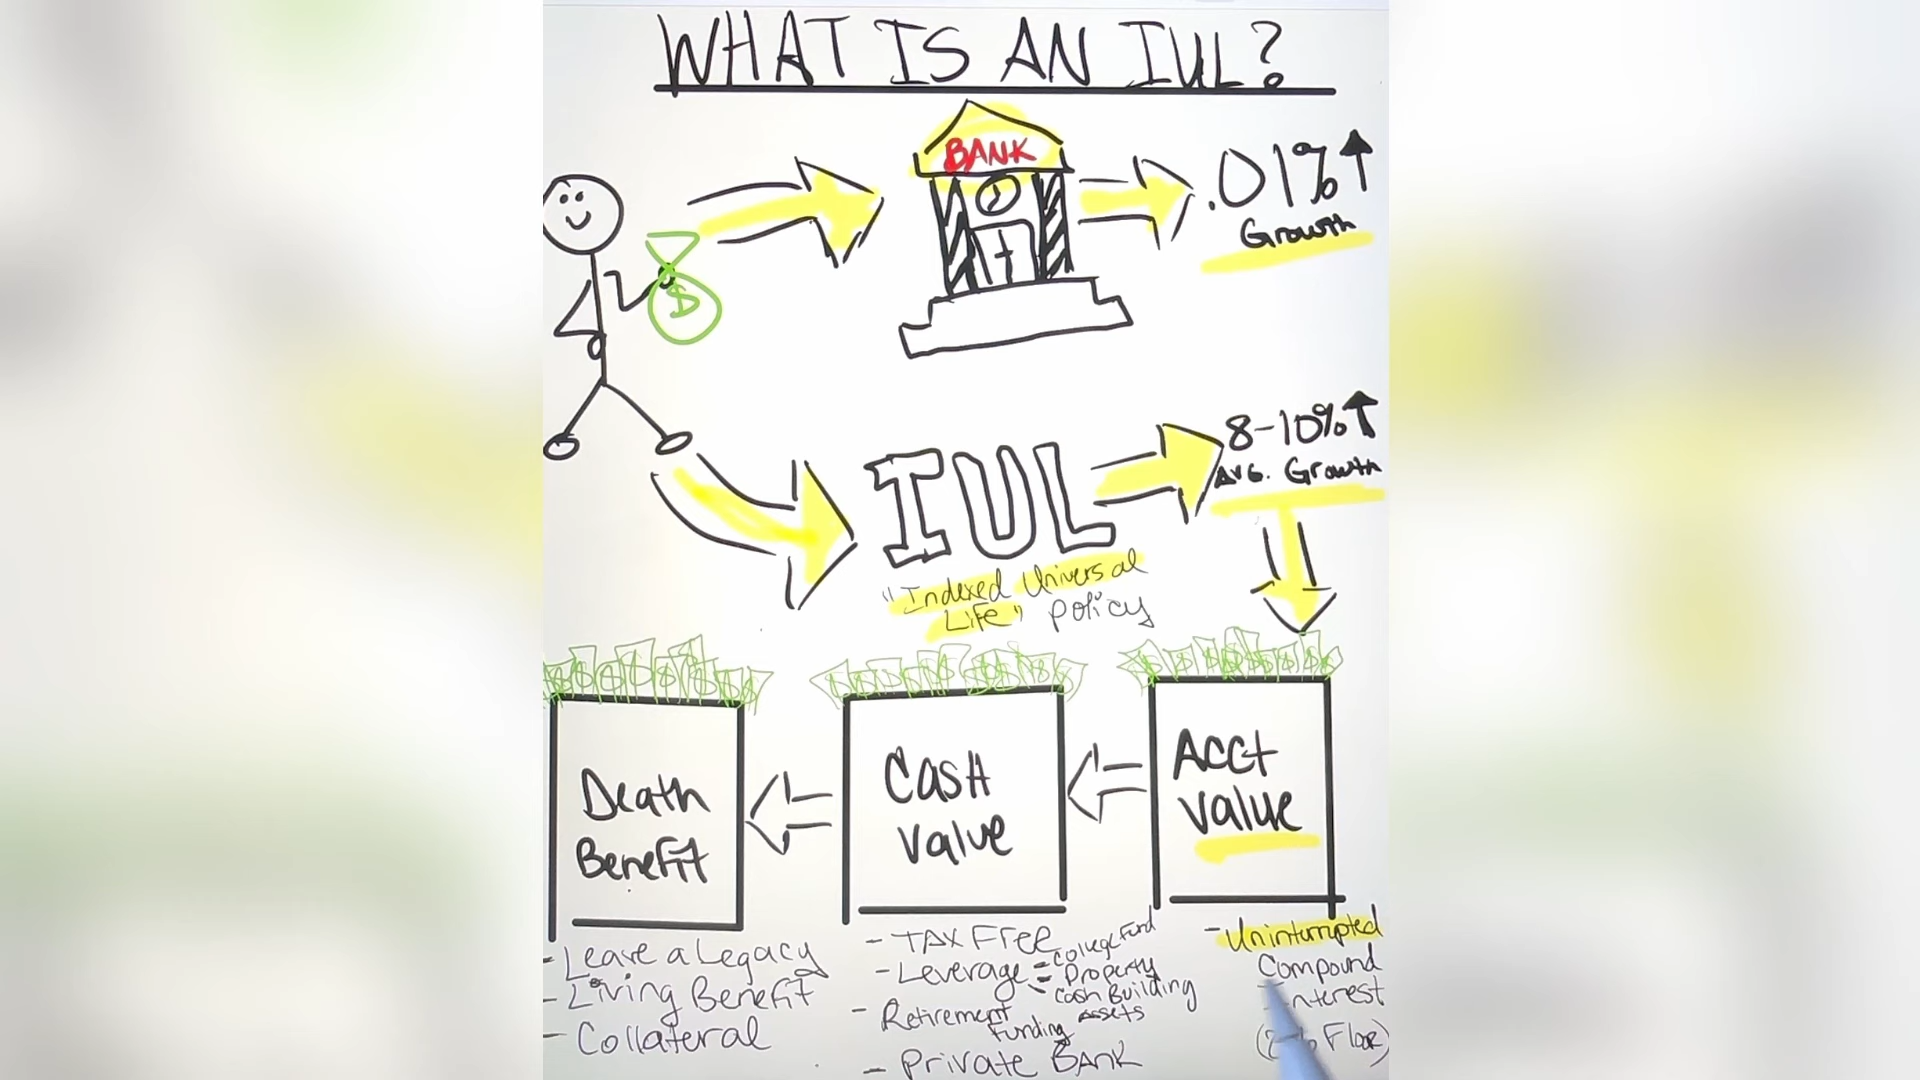 WHAT IS AN IUL?
BANK
.01%
Growth
$
8-10%
Avg. Growth
IUL
"Indexed Universal
Life" policy
Death
Benefit
Cash
Value
Acct
Value
- Leave a Legacy
- Living Benefit
- Collateral
- TAX Free
- Leverage
- College Fund
- Property
- Cash Building
Assets
- Retirement
Funding
- Private Bank
- Uninterrupted
Compound
Interest
Floor)